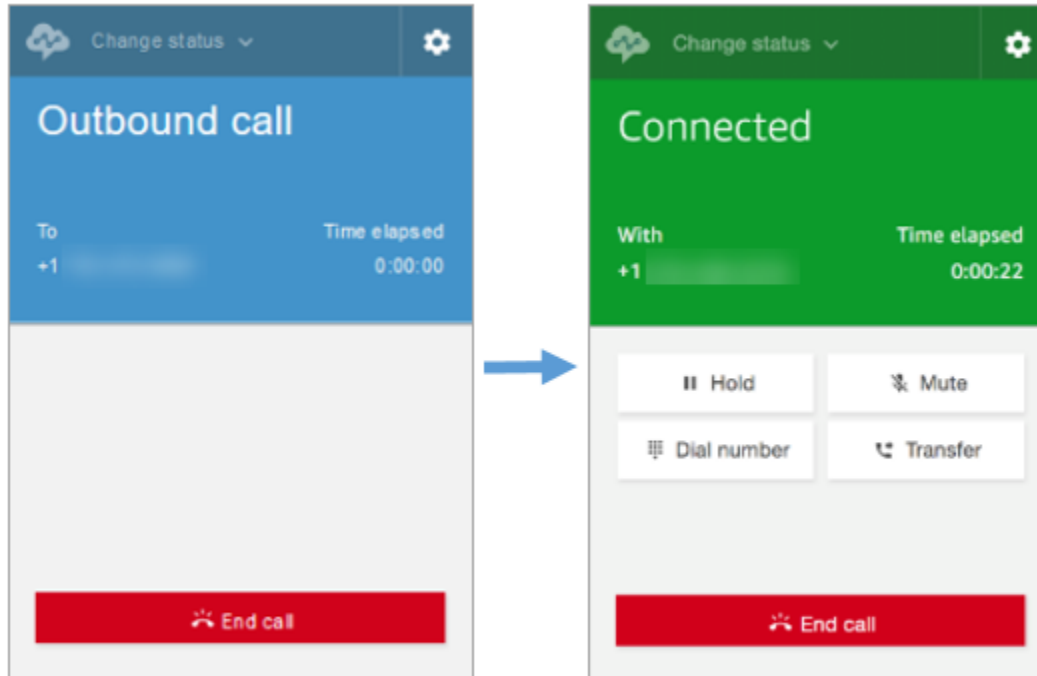 Change status
Outbound call
To
Time elapsed
+1
0:00:00
End call
Change status
Connected
With
Time elapsed
+1
0:00:22
Hold
Mute
Dial number
Transfer
End call